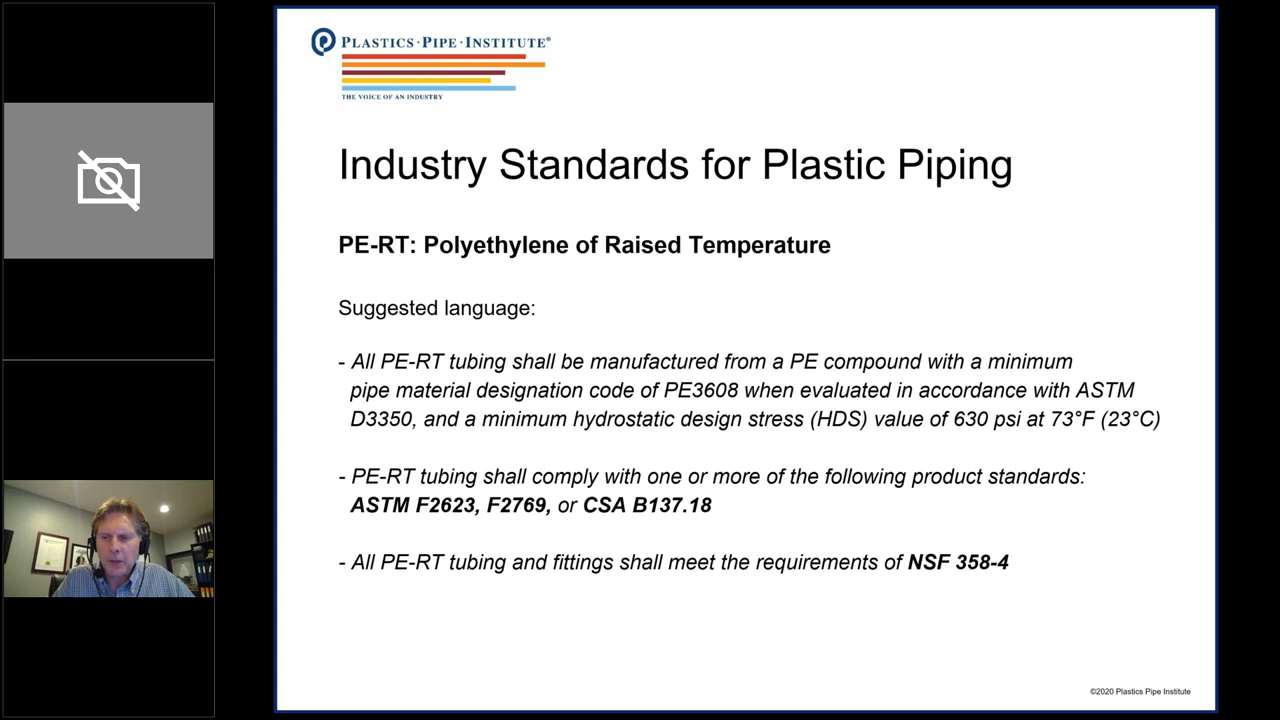 PLASTICS·PIPE·INSTITUTE®
THE VOICE OF AN INDUSTRY
Industry Standards for Plastic Piping
PE-RT: Polyethylene of Raised Temperature
Suggested language:
- All PE-RT tubing shall be manufactured from a PE compound with a minimum
pipe material designation code of PE3608 when evaluated in accordance with ASTM
D3350, and a minimum hydrostatic design stress (HDS) value of 630 psi at 73°F (23°C)
- PE-RT tubing shall comply with one or more of the following product standards:
ASTM F2623, F2769, or CSA B137.18
- All PE-RT tubing and fittings shall meet the requirements of NSF 358-4
©2020 Plastics Pipe Institute